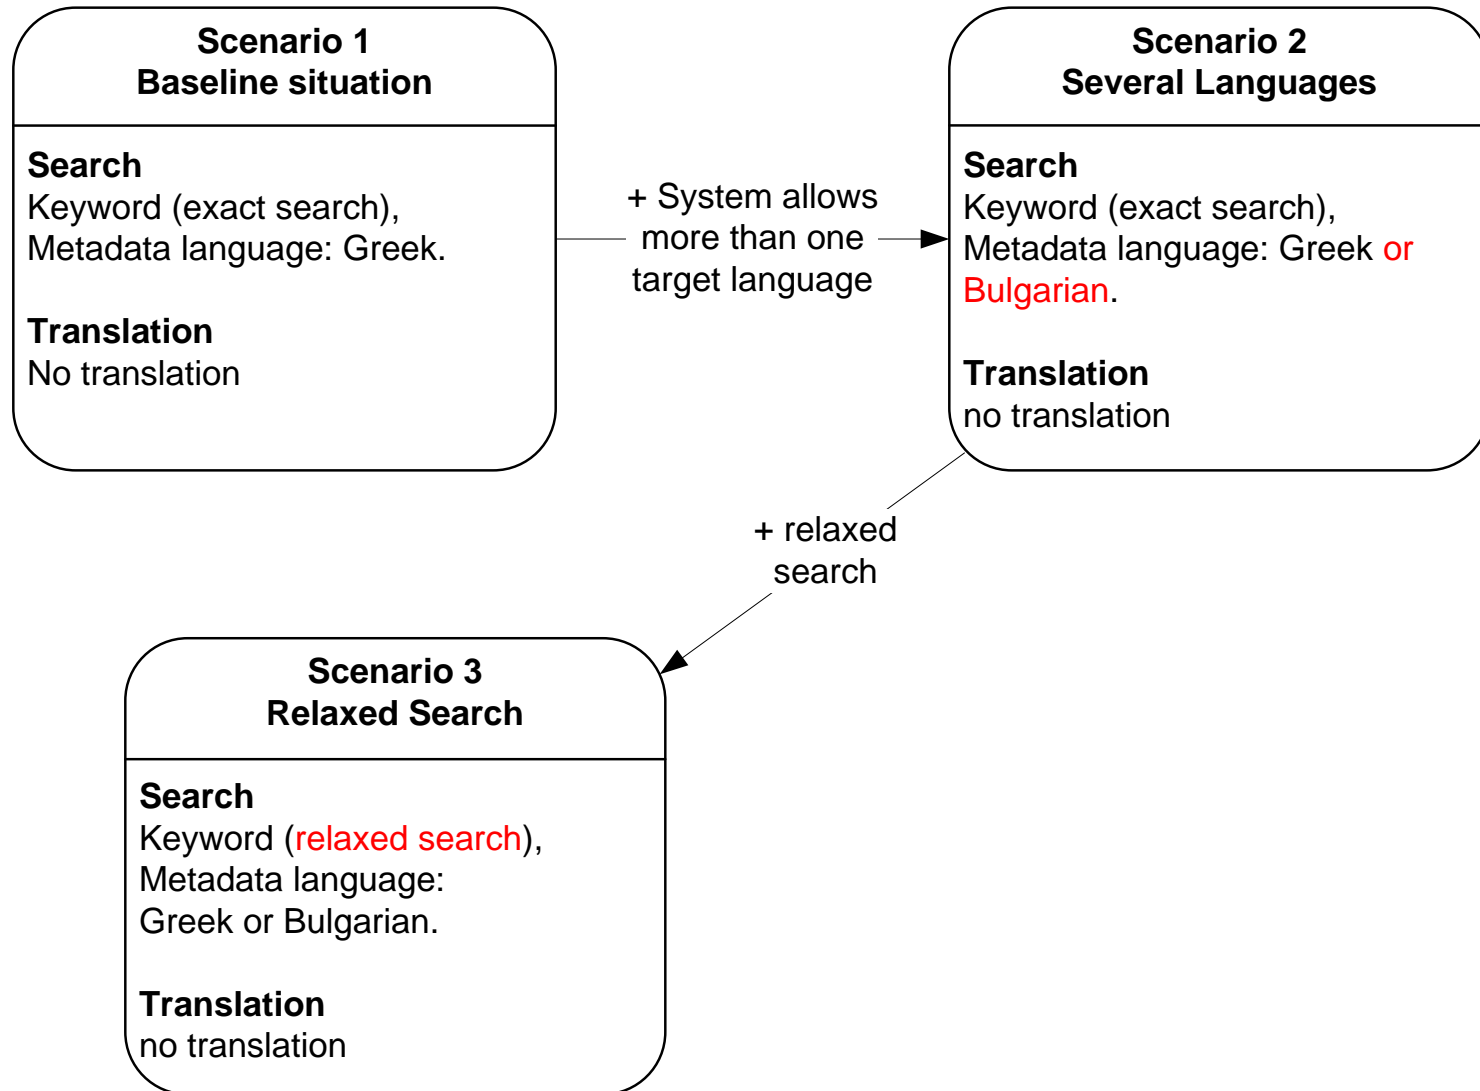 Scenario 1
Baseline situation
Search
Keyword (exact search),
Metadata language: Greek.
Translation
No translation
+ System allows
more than one
target language
Scenario 2
Several Languages
Search
Keyword (exact search),
Metadata language: Greek or
Bulgarian.
Translation
no translation
+ relaxed
search
Scenario 3
Relaxed Search
Search
Keyword (relaxed search),
Metadata language:
Greek or Bulgarian.
Translation
no translation